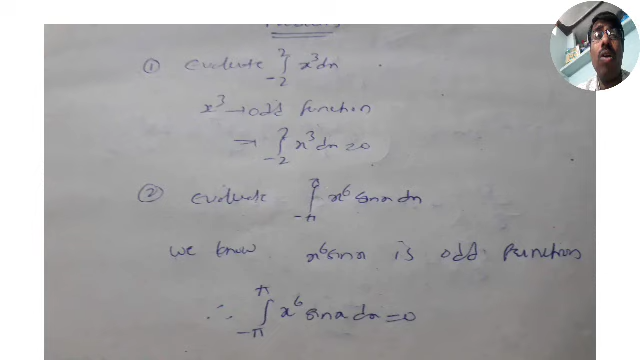 ① evaluate ∫₋₂² x³dx
x³ → odd function
→ ∫₋₂² x³dx = 0
② evaluate ∫₋π^π x⁶ sinx dx
we know x⁶sinx is odd function
∴ ∫₋π^π x⁶ sinx dx = 0